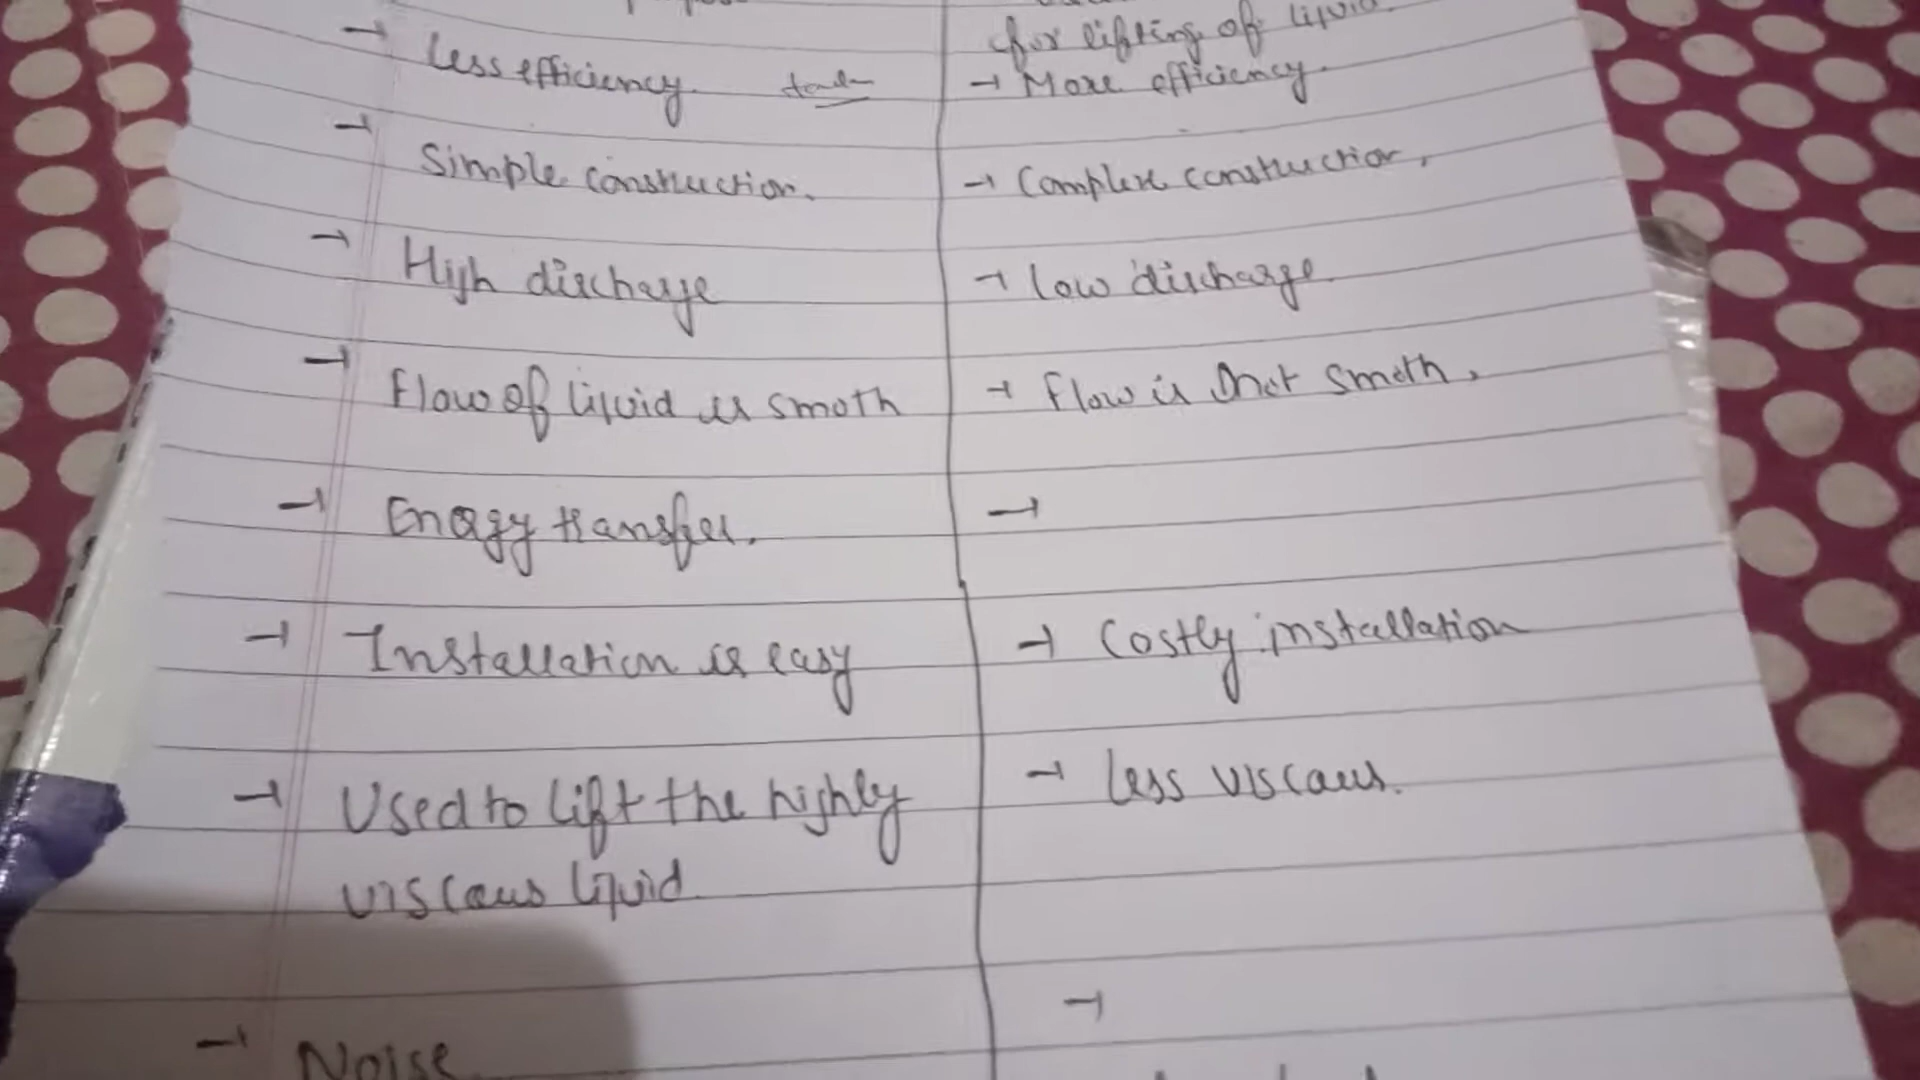 for lifting of liquid
→ Less efficiency.
→ More efficiency.
→ Simple construction.
→ Complex construction,
→ High discharge
→ low discharge
→ Flow of liquid is smoth
→ flow is not smoth,
→ Energy transfer.
→
→ Installation is easy
→ Costly installation
→ Used to lift the highly
viscous liquid
→ less viscous.
→ Noise
→